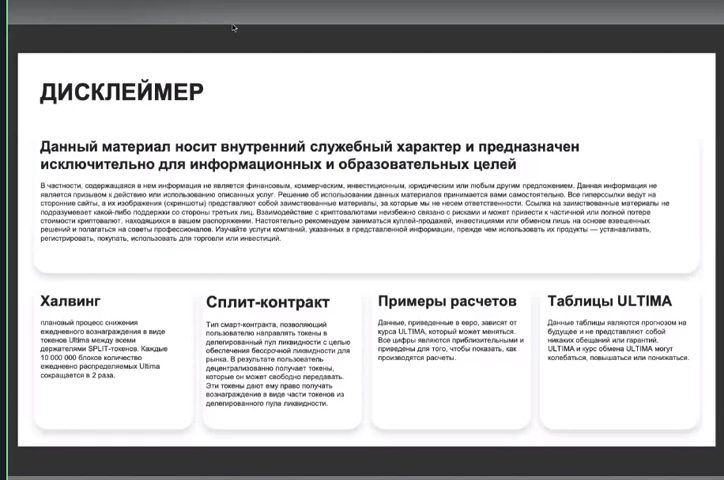 ДИСКЛЕЙМЕР
Данный материал носит внутренний служебный характер и предназначен
исключительно для информационных и образовательных целей
В частности, содержащаяся в нем информация не является финансовым, коммерческим, инвестиционным, юридическим или любым другим предложением. Данная информация не
является призывом к действию или использованию описанных услуг. Решение об использовании данных материалов принимается вами самостоятельно. Все гиперссылки ведут на
сторонние сайты, а их изображения (скриншоты) представляют собой заимствованные материалы, за которые мы не несем ответственности. Ссылка на заимствованные материалы не
подразумевает какой-либо поддержки со стороны третьих лиц. Взаимодействие с криптовалютами неизбежно связано с рисками и может привести к частичной или полной потере
стоимости криптовалют, находящихся в вашем распоряжении. Настоятельно рекомендуем заниматься куплей-продажей, инвестициями или обменом лишь на основе взвешенных
решений и полагаться на советы профессионалов. Изучайте услуги компаний, указанных в представленной информации, прежде чем использовать их продукты — устанавливать,
регистрировать, покупать, использовать для торговли или инвестиций.
Халвинг
плановый процесс снижения
ежедневного вознаграждения в виде
токенов Ultima между всеми
держателями SPLIT-токенов. Каждые
10 000 000 блоков количество
ежедневно распределяемых Ultima
сокращается в 2 раза.
Сплит-контракт
Тип смарт-контракта, позволяющий
пользователю направлять токены в
делегированный пул ликвидности с целью
обеспечения бессрочной ликвидности для
рынка. В результате пользователь
децентрализованно получает токены,
которые он может свободно передавать.
Эти токены дают ему право получать
вознаграждение в виде части токенов из
делегированного пула ликвидности.
Примеры расчетов
Данные, приведенные в евро, зависят от
курса ULTIMA, который может меняться.
Все цифры являются приблизительными и
приведены для того, чтобы показать, как
производятся расчеты.
Таблицы ULTIMA
Данные таблицы являются прогнозом на
будущее и не представляют собой
никаких обещаний или гарантий.
ULTIMA и курс обмена ULTIMA могут
колебаться, повышаться или понижаться.